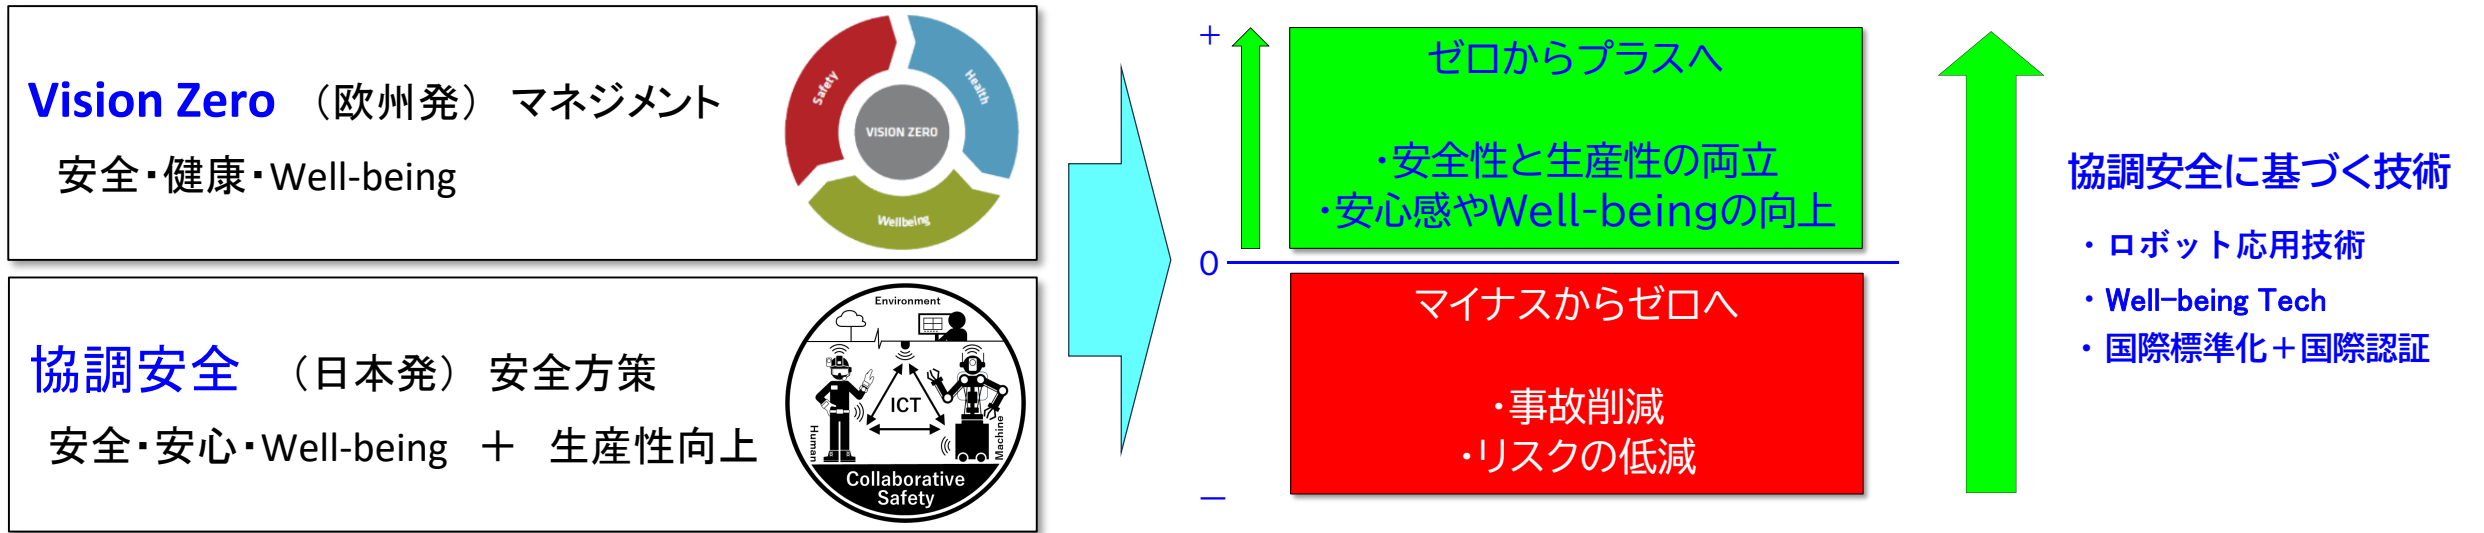 Vision Zero （欧州発） マネジメント
安全・健康・Well-being
Safety
Health
VISION ZERO
Wellbeing
協調安全 （日本発） 安全方策
安全・安心・Well-being ＋ 生産性向上
Environment
ICT
Human
Machine
Collaborative
Safety
＋
ゼロからプラスへ
・安全性と生産性の両立
・安心感やWell-beingの向上
0
マイナスからゼロへ
・事故削減
・リスクの低減
－
協調安全に基づく技術
・ロボット応用技術
・Well-being Tech
・国際標準化＋国際認証